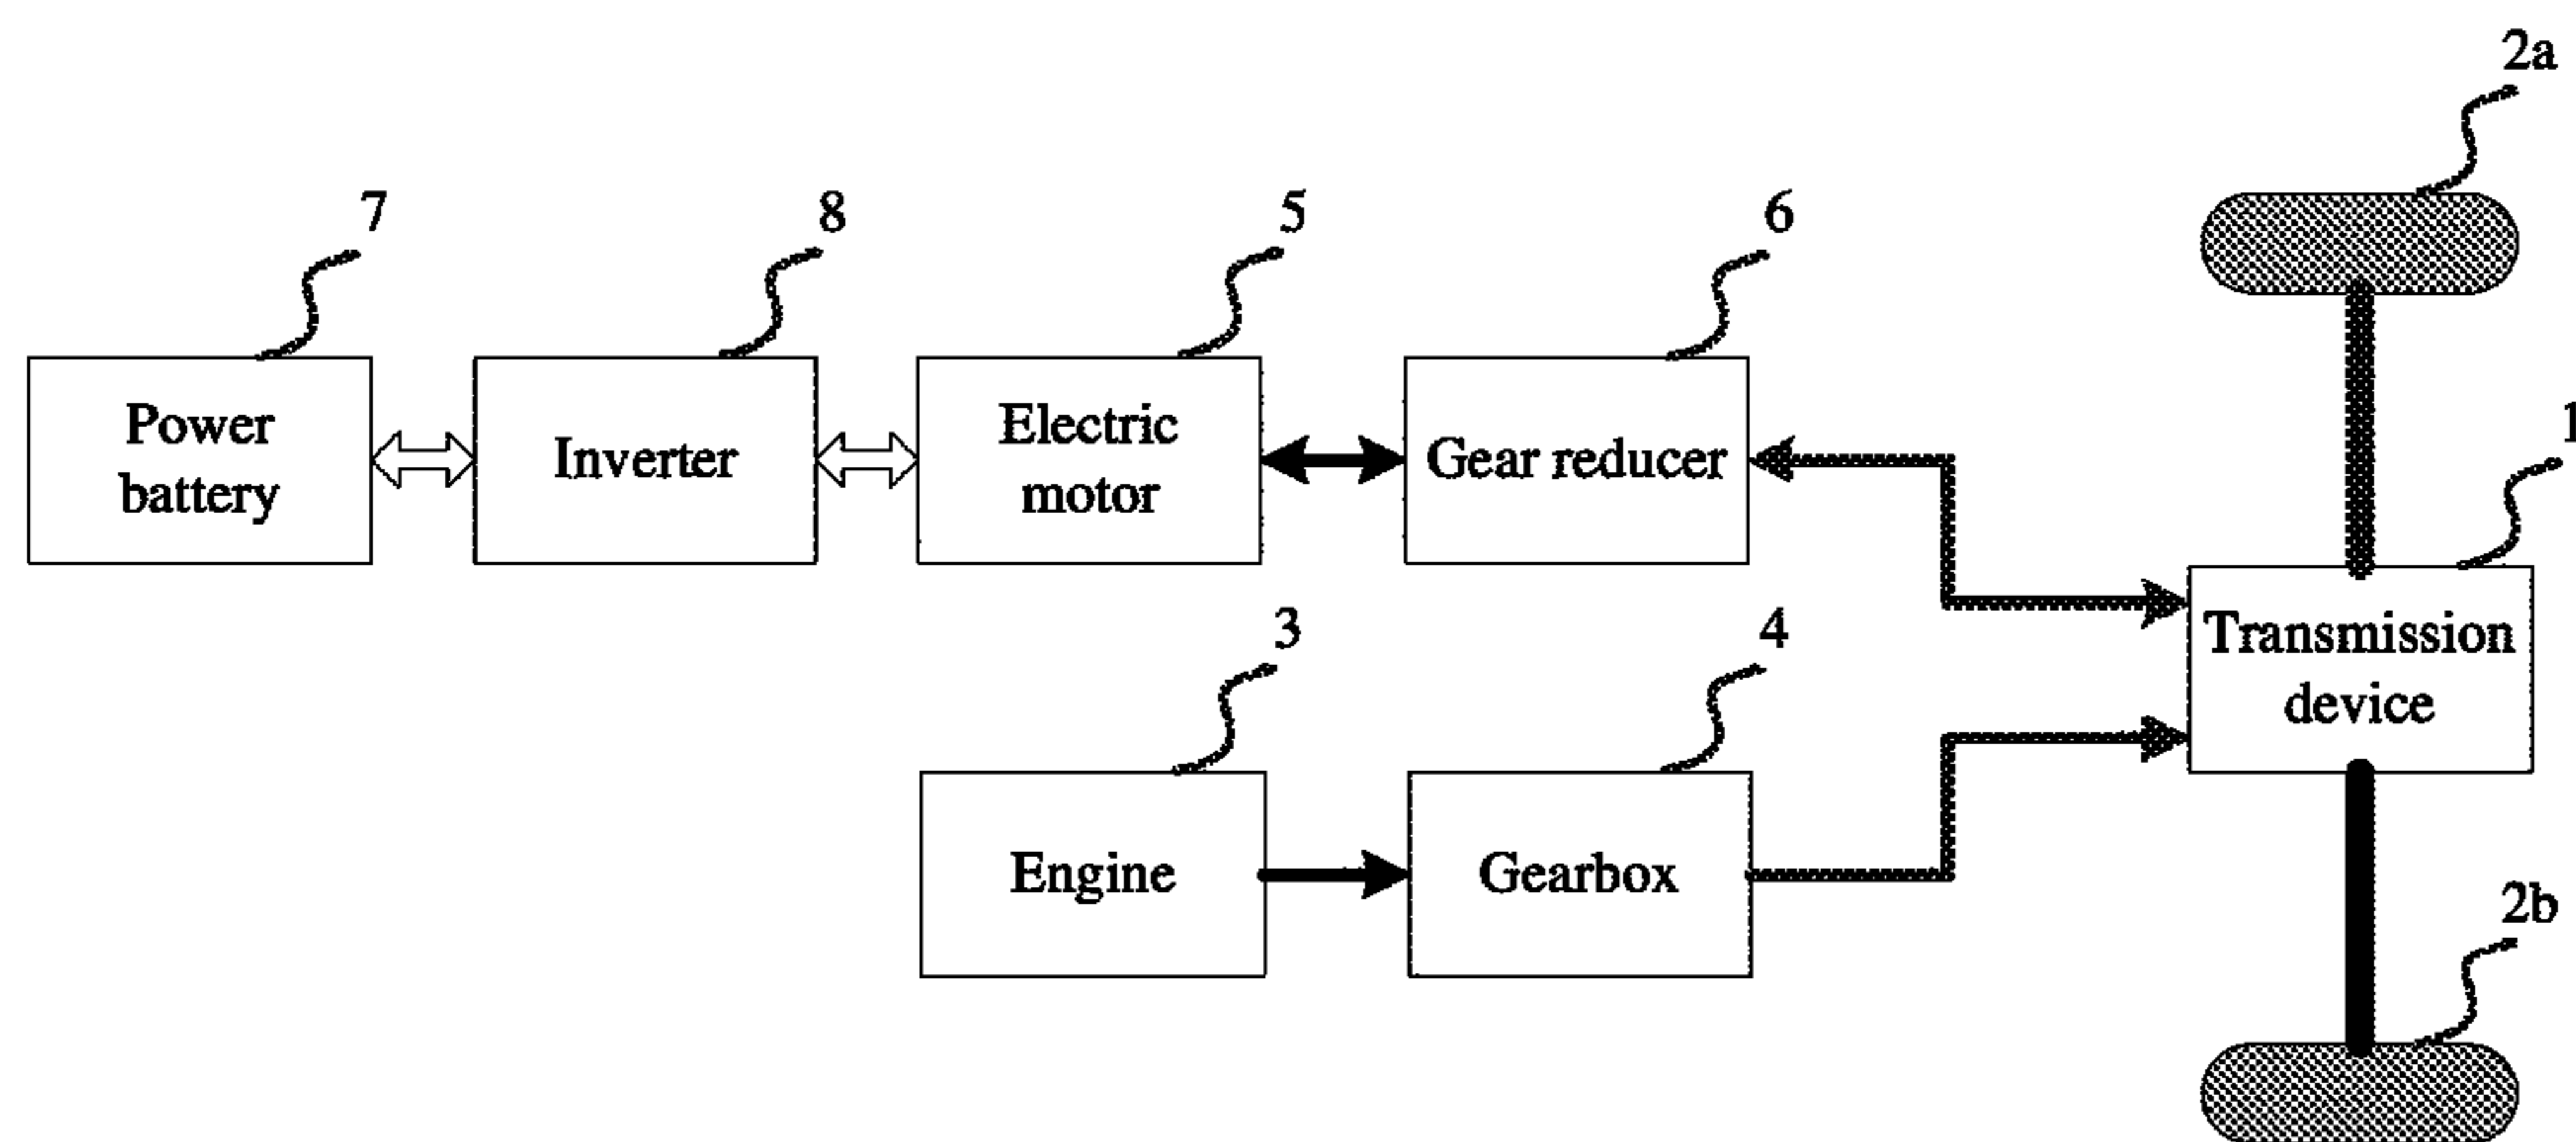 2a
7
8
5
6
Power
battery
Inverter
Electric
motor
Gear reducer
1
3
4
Transmission
device
Engine
Gearbox
2b